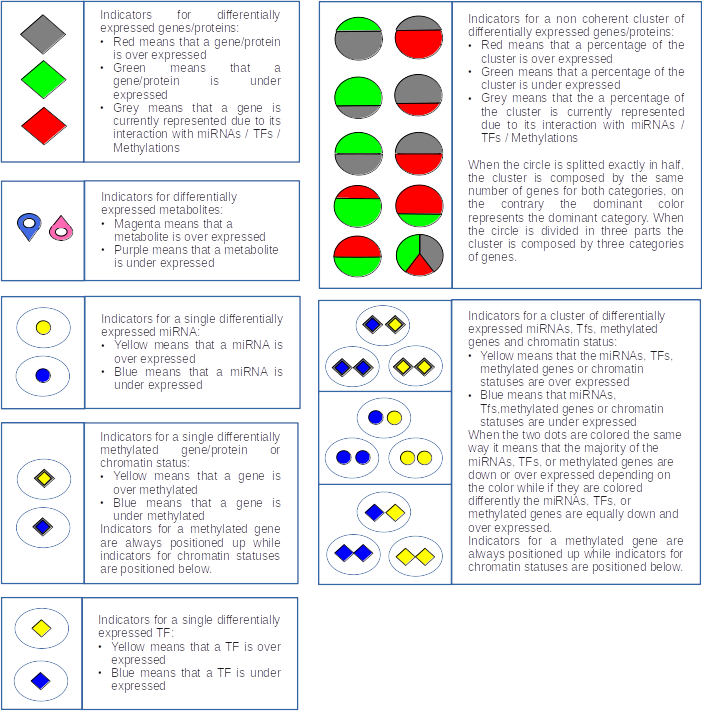 Indicators for differentially
expressed genes/proteins:
• Red means that a gene/protein
is over expressed
• Green means that a
gene/protein is under
expressed
• Grey means that a gene is
currently represented due to its
interaction with miRNAs / TFs
/ Methylations
Indicators for differentially
expressed metabolites:
• Magenta means that a
metabolite is over expressed
• Purple means that a metabolite
is under expressed
Indicators for a single differentially
expressed miRNA:
• Yellow means that a miRNA is
over expressed
• Blue means that a miRNA is
under expressed
Indicators for a single differentially
methylated gene/protein or
chromatin status:
• Yellow means that a gene is
over methylated
• Blue means that a gene is
under methylated
Indicators for a methylated gene
are always positioned up while
indicators for chromatin statuses
are positioned below.
Indicators for a single differentially
expressed TF:
• Yellow means that a TF is over
expressed
• Blue means that a TF is under
expressed
Indicators for a non coherent cluster of
differentially expressed genes/proteins:
• Red means that a percentage of the
cluster is over expressed
• Green means that a percentage of the
cluster is under expressed
• Grey means that the a percentage of
the cluster is currently represented
due to its interaction with miRNAs /
TFs / Methylations
When the circle is splitted exactly in half,
the cluster is composed by the same
number of genes for both categories, on
the contrary the dominant color
represents the dominant category. When
the circle is divided in three parts the
cluster is composed by three categories
of genes.
Indicators for a cluster of differentially
expressed miRNAs, Tfs, methylated
genes and chromatin status:
• Yellow means that the miRNAs, TFs,
methylated genes or chromatin
statuses are over expressed
• Blue means that miRNAs,
Tfs,methylated genes or chromatin
statuses are under expressed
When the two dots are colored the same
way it means that the majority of the
miRNAs, TFs, or methylated genes are
down or over expressed depending on
the color while if they are colored
differently the miRNAs, TFs, or
methylated genes are equally down and
over expressed.
Indicators for a methylated gene are
always positioned up while indicators for
chromatin statuses are positioned below.